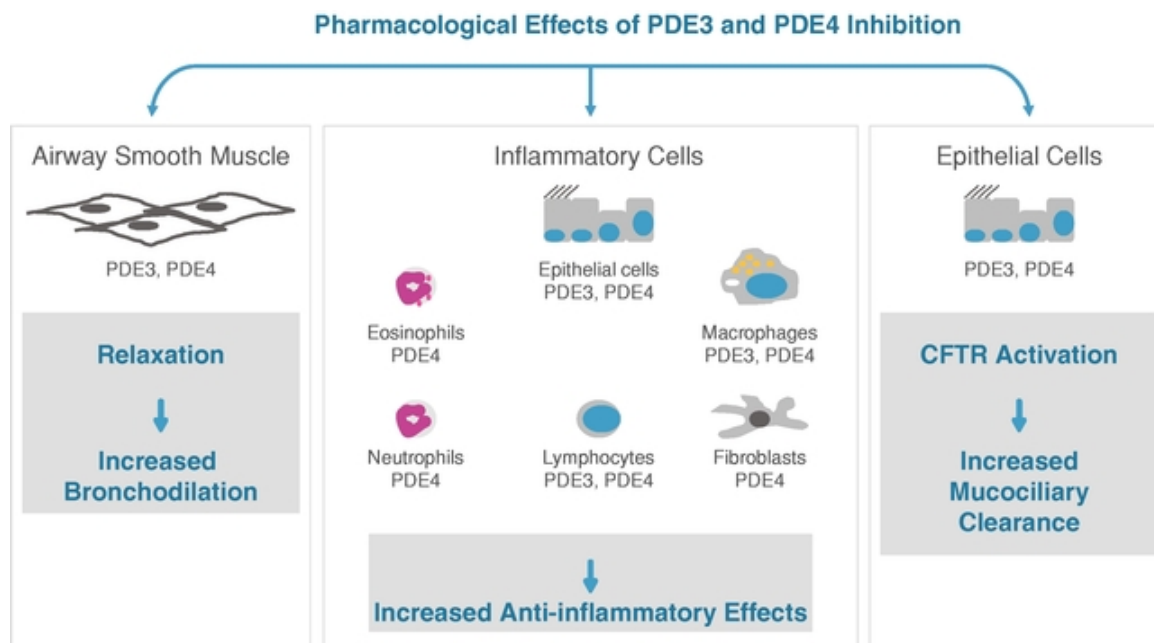 Pharmacological Effects of PDE3 and PDE4 Inhibition
Airway Smooth Muscle
PDE3, PDE4
Relaxation
Increased
Bronchodilation
Inflammatory Cells
Epithelial cells
PDE3, PDE4
Eosinophils
PDE4
Macrophages
PDE3, PDE4
Neutrophils
PDE4
Lymphocytes
PDE3, PDE4
Fibroblasts
PDE4
Increased Anti-inflammatory Effects
Epithelial Cells
PDE3, PDE4
CFTR Activation
Increased
Mucociliary
Clearance